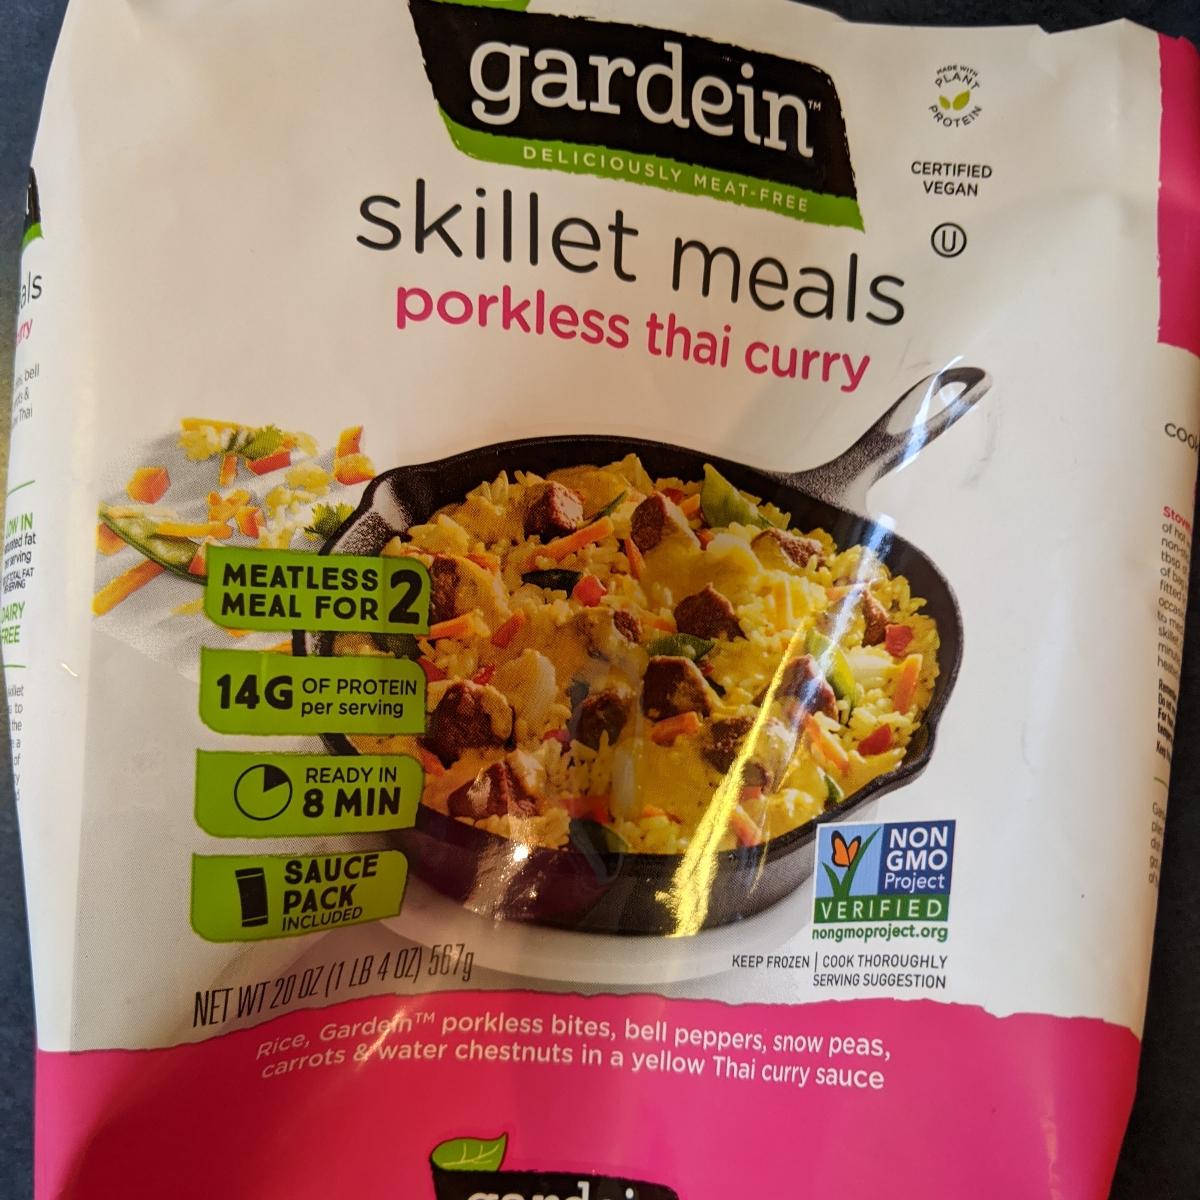 gardein™
DELICIOUSLY MEAT-FREE
MADE WITH
PLANT
PROTEIN
CERTIFIED
VEGAN
U
skillet meals
porkless thai curry
MEATLESS
MEAL FOR 2
14G OF PROTEIN
per serving
READY IN
8 MIN
SAUCE
PACK
INCLUDED
NON
GMO
Project
VERIFIED
nongmoproject.org
KEEP FROZEN | COOK THOROUGHLY
SERVING SUGGESTION
NET WT 20 OZ (1 LB 4 OZ) 567g
Rice, Gardein™ porkless bites, bell peppers, snow peas,
carrots & water chestnuts in a yellow Thai curry sauce
gardein